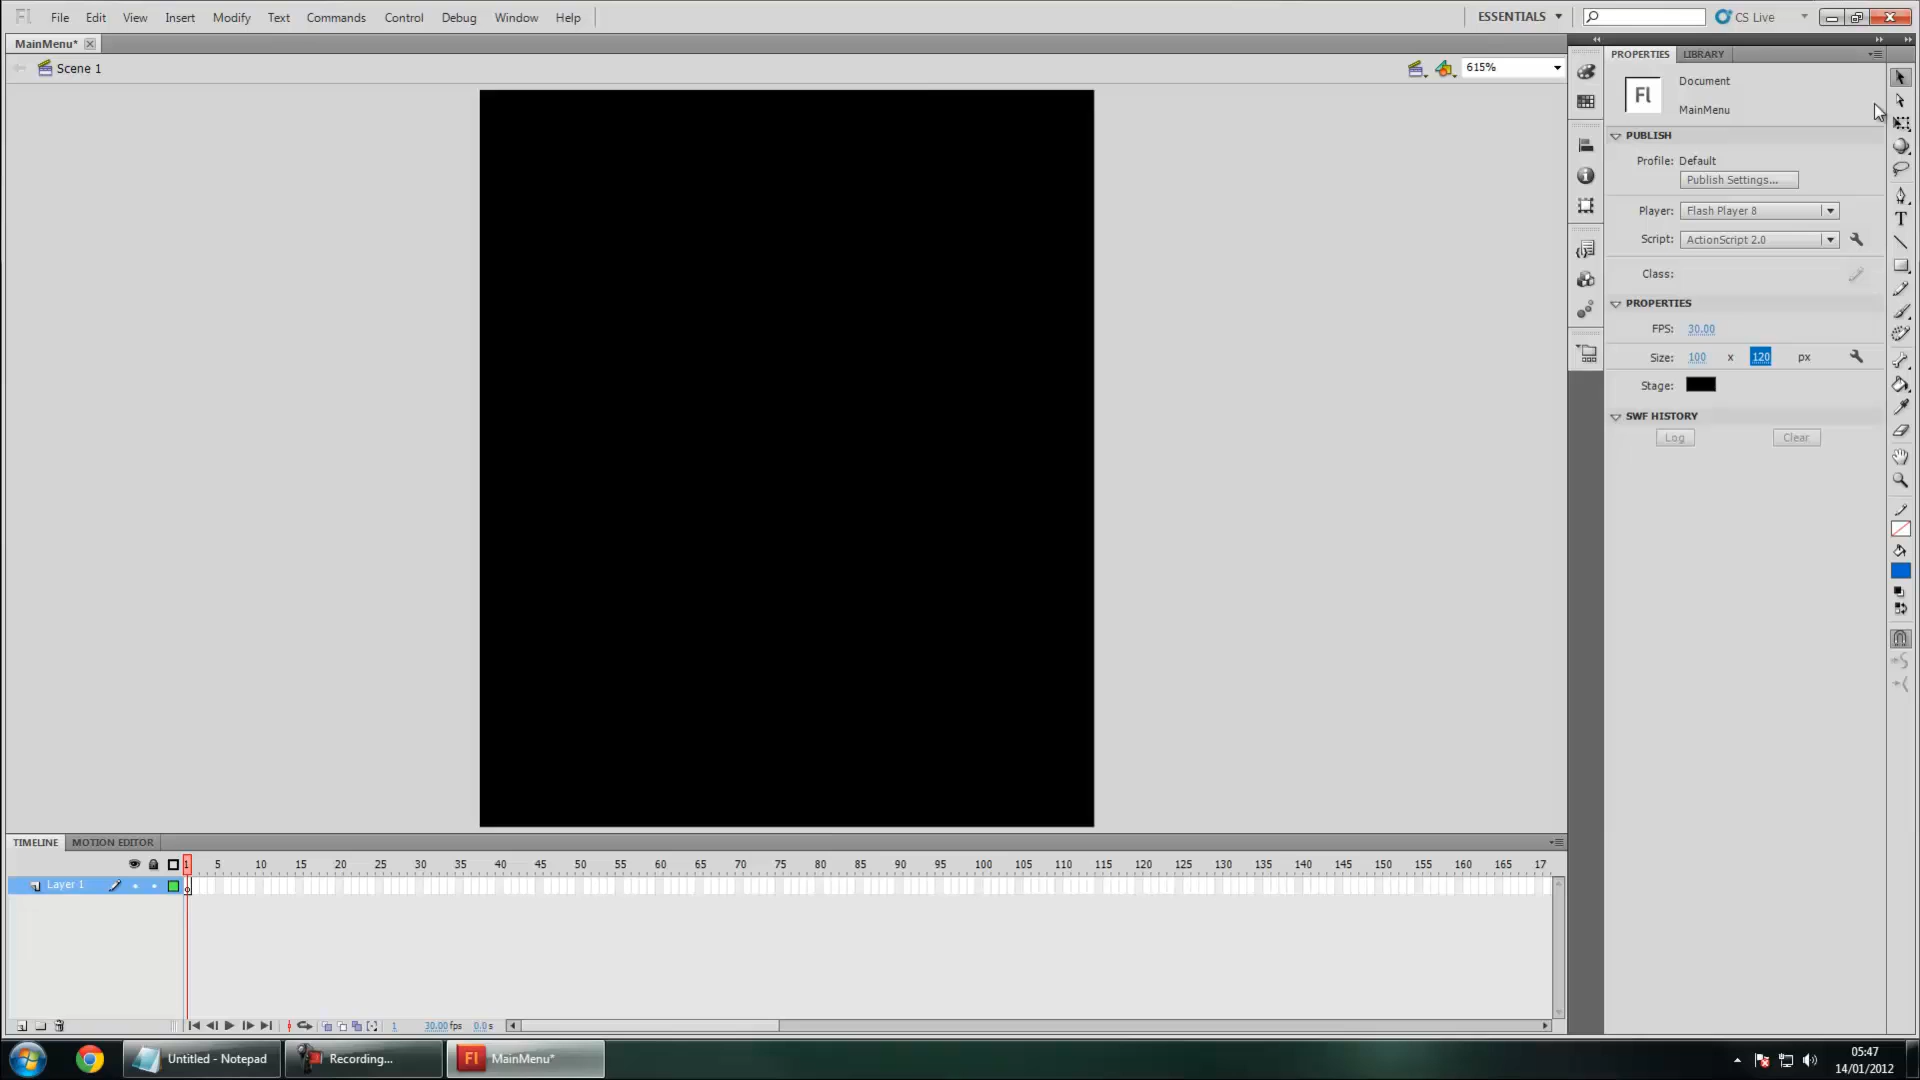 Fl File Edit View Insert Modify Text Commands Control Debug Window Help ESSENTIALS CS Live
MainMenu*
Scene 1 615%
PROPERTIES LIBRARY
Fl
Document
MainMenu
PUBLISH
Profile: Default
Publish Settings...
Player: Flash Player 8
Script: ActionScript 2.0
Class:
PROPERTIES
FPS: 30.00
Size: 100 x 120 px
Stage:
SWF HISTORY
Log Clear
T
TIMELINE MOTION EDITOR
1 5 10 15 20 25 30 35 40 45 50 55 60 65 70 75 80 85 90 95 100 105 110 115 120 125 130 135 140 145 150 155 160 165 17
Layer 1
1 30.00 fps 0.0 s
Untitled - Notepad Recording... Fl MainMenu*
05:47
14/01/2012